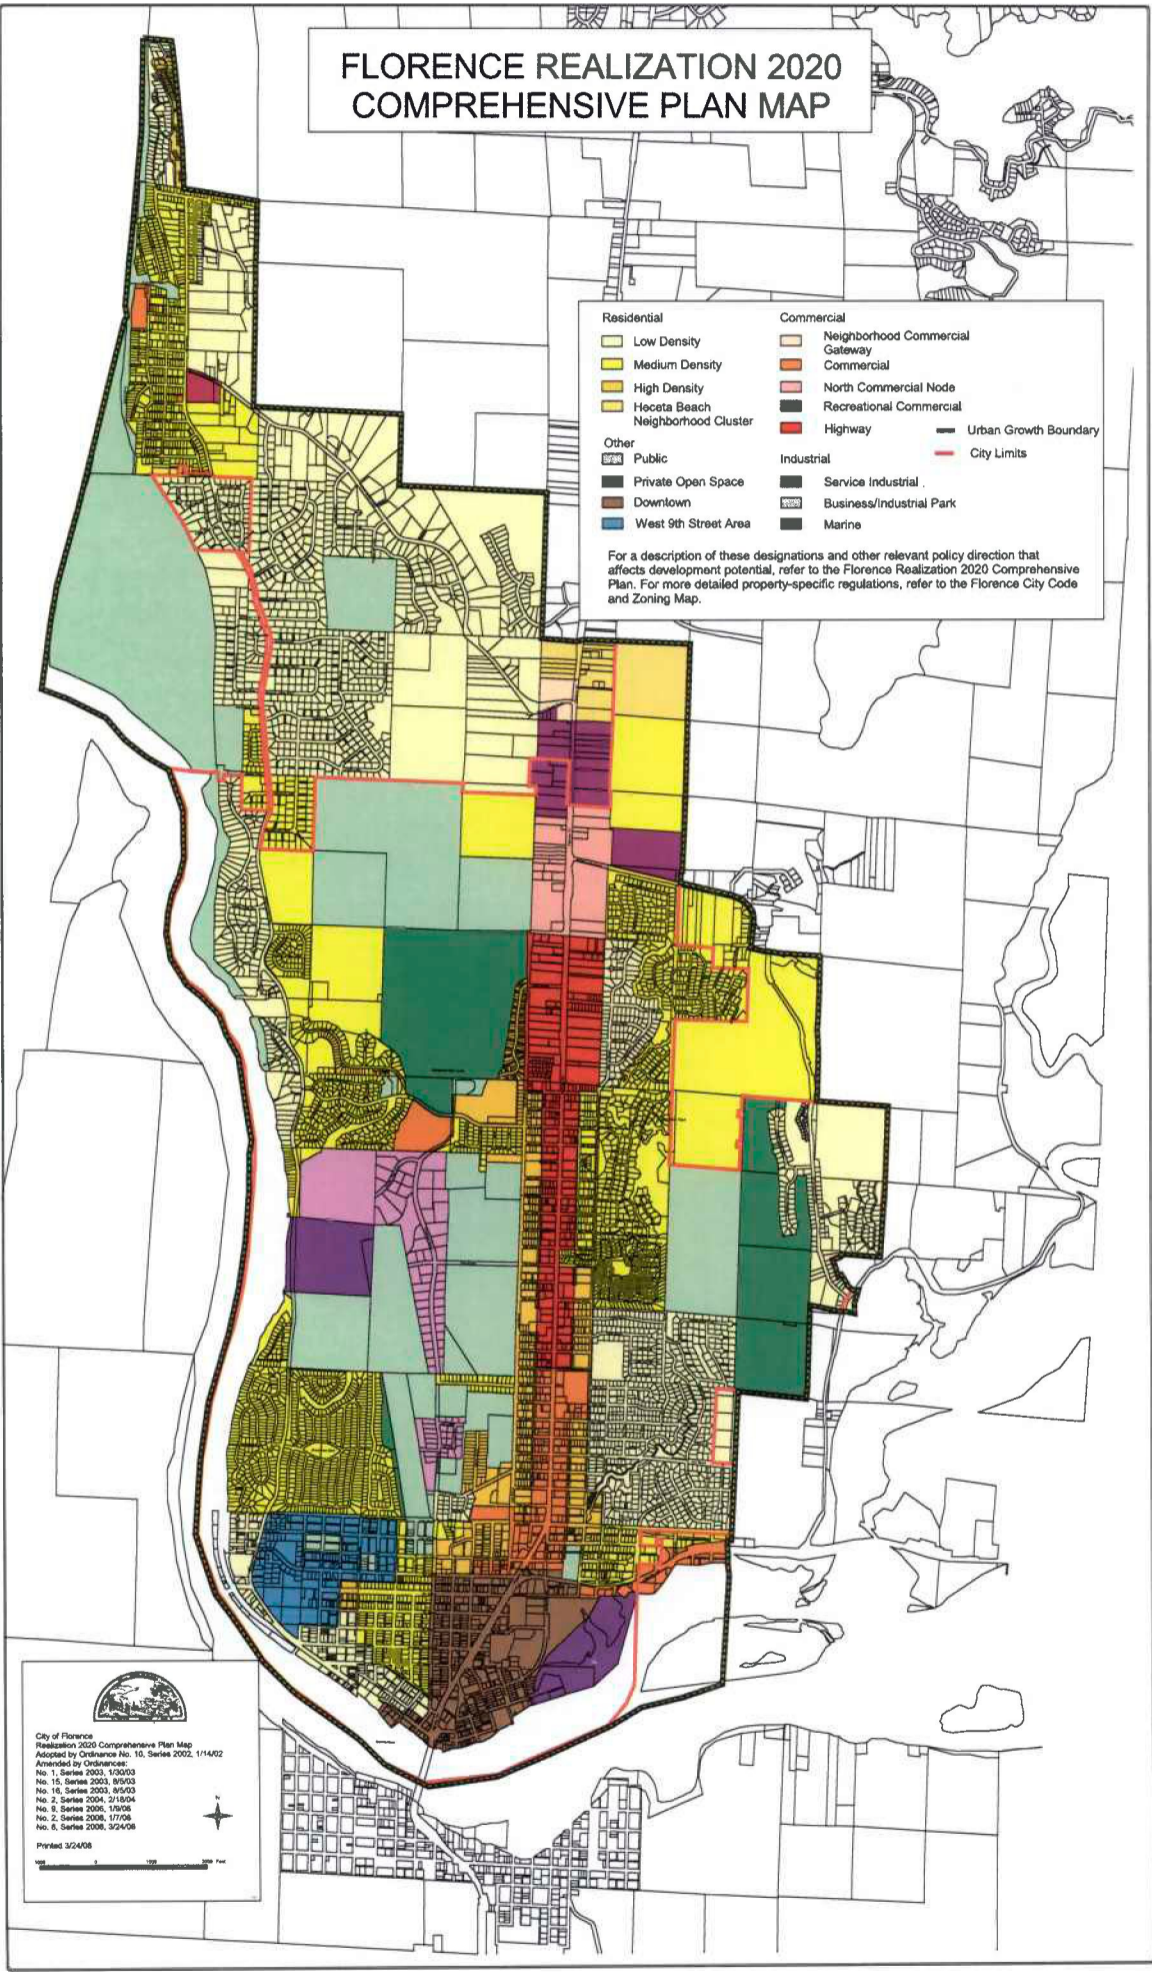 FLORENCE REALIZATION 2020
COMPREHENSIVE PLAN MAP
Residential
Low Density
Medium Density
High Density
Heceta Beach
Neighborhood Cluster
Other
Public
Private Open Space
Downtown
West 9th Street Area
Commercial
Neighborhood Commercial
Gateway
Commercial
North Commercial Node
Recreational Commercial
Highway
Industrial
Service Industrial
Business/Industrial Park
Marine
Urban Growth Boundary
City Limits
For a description of these designations and other relevant policy direction that
affects development potential, refer to the Florence Realization 2020 Comprehensive
Plan. For more detailed property-specific regulations, refer to the Florence City Code
and Zoning Map.
City of Florence
Realization 2020 Comprehensive Plan Map
Adopted by Ordinance No. 10, Series 2002, 1/14/02
Amended by Ordinances:
No. 1, Series 2003, 1/30/03
No. 15, Series 2003, 8/5/03
No. 16, Series 2003, 8/5/03
No. 2, Series 2004, 2/18/04
No. 9, Series 2006, 1/9/06
No. 2, Series 2008, 1/7/08
No. 6, Series 2008, 3/24/08
N
Printed 3/24/08
0 Feet